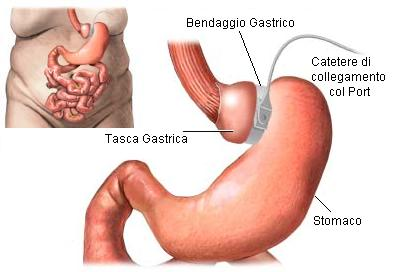 Bendaggio Gastrico
Catetere di
collegamento
col Port
Tasca Gastrica
Stomaco